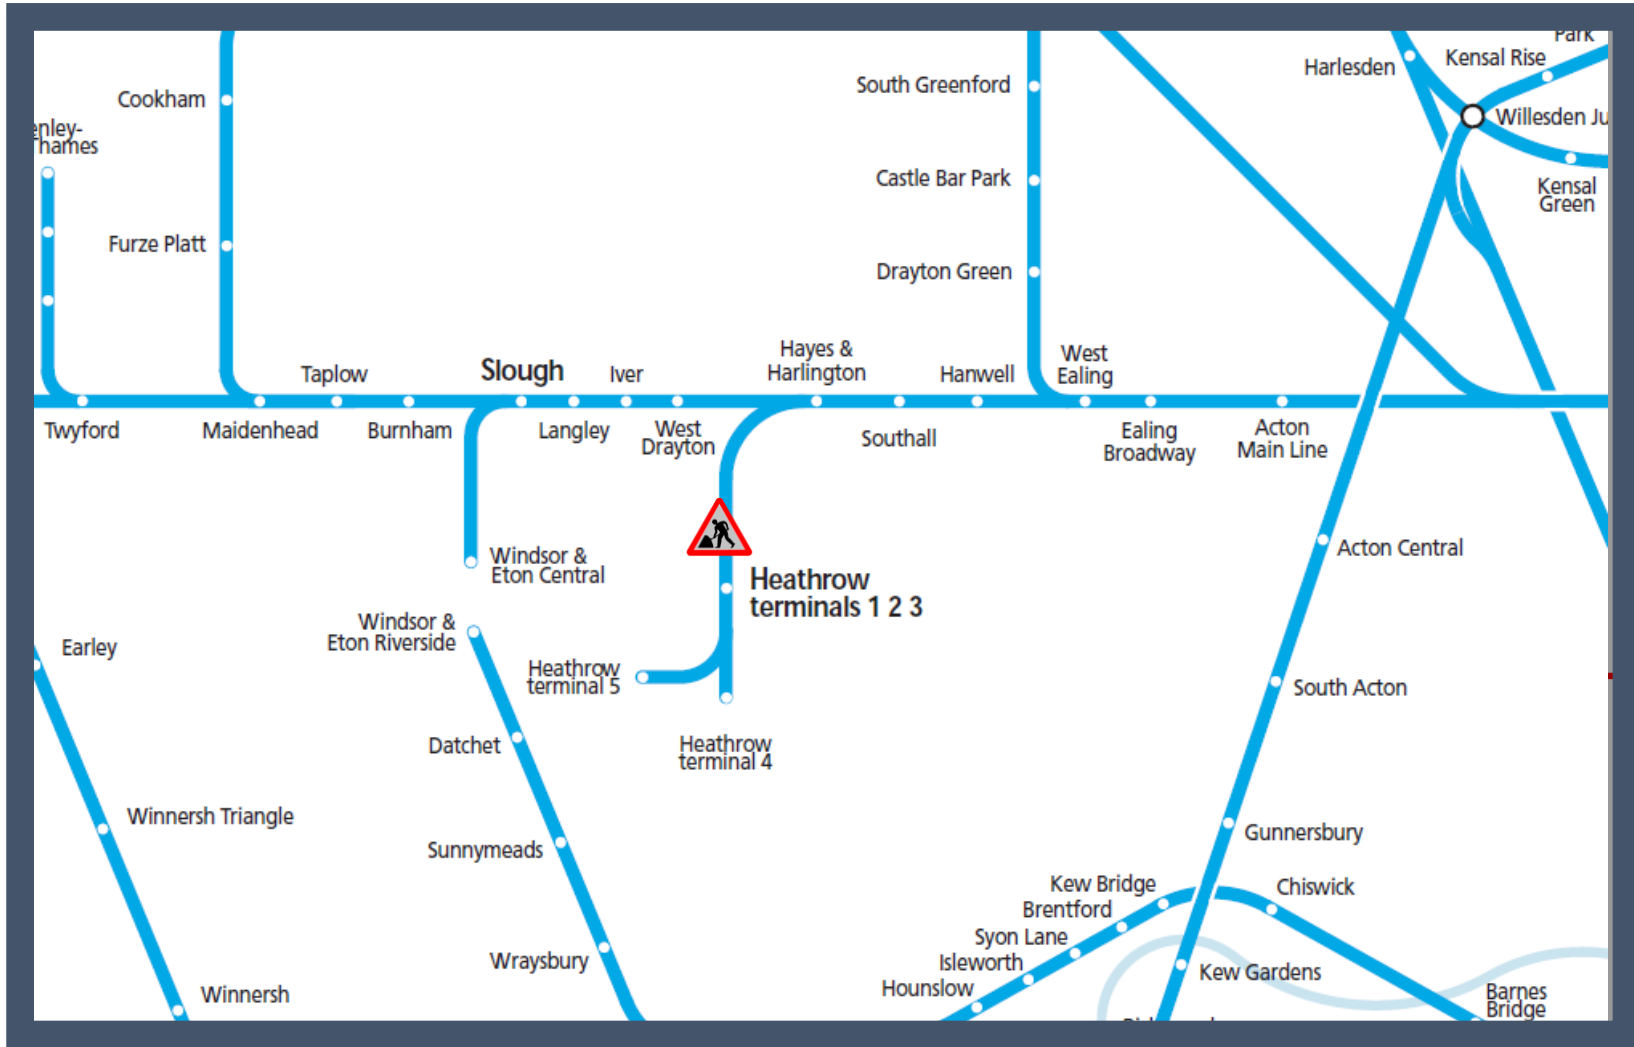 Park
Kensal Rise
Harlesden
South Greenford
Cookham
Willesden Ju
enley-
Thames
Castle Bar Park
Kensal
Green
Furze Platt
Drayton Green
Hayes &
Harlington
West
Ealing
Taplow
Slough
Iver
Hanwell
Twyford
Maidenhead
Burnham
Langley
West
Drayton
Southall
Ealing
Broadway
Acton
Main Line
Windsor &
Eton Central
Acton Central
Heathrow
terminals 1 2 3
Windsor &
Eton Riverside
Earley
Heathrow
terminal 5
South Acton
Datchet
Heathrow
terminal 4
Winnersh Triangle
Sunnymeads
Gunnersbury
Kew Bridge
Chiswick
Brentford
Syon Lane
Wraysbury
Isleworth
Kew Gardens
Hounslow
Winnersh
Barnes
Bridge